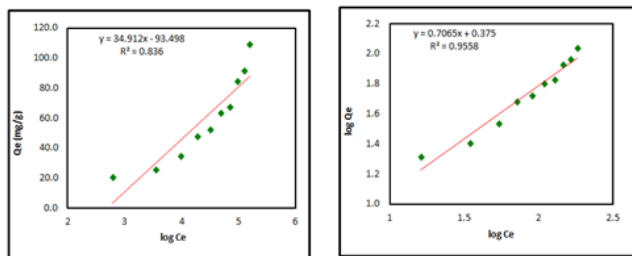 y = 34.912x - 93.498
R² = 0.836
Qe (mg/g)
120.0
100.0
80.0
60.0
40.0
20.0
0.0
2 3 4 5 6
log Ce
y = 0.7065x + 0.375
R² = 0.9558
log Qe
2.2
2.0
1.8
1.6
1.4
1.2
1.0
1 1.5 2 2.5
log Ce